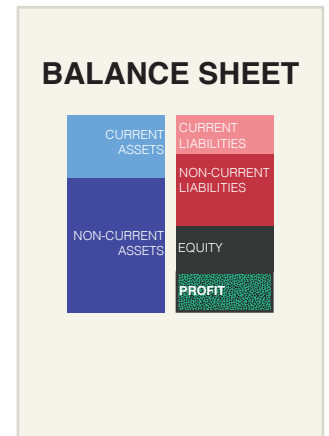 BALANCE SHEET
CURRENT
ASSETS
NON-CURRENT
ASSETS
CURRENT
LIABILITIES
NON-CURRENT
LIABILITIES
EQUITY
PROFIT